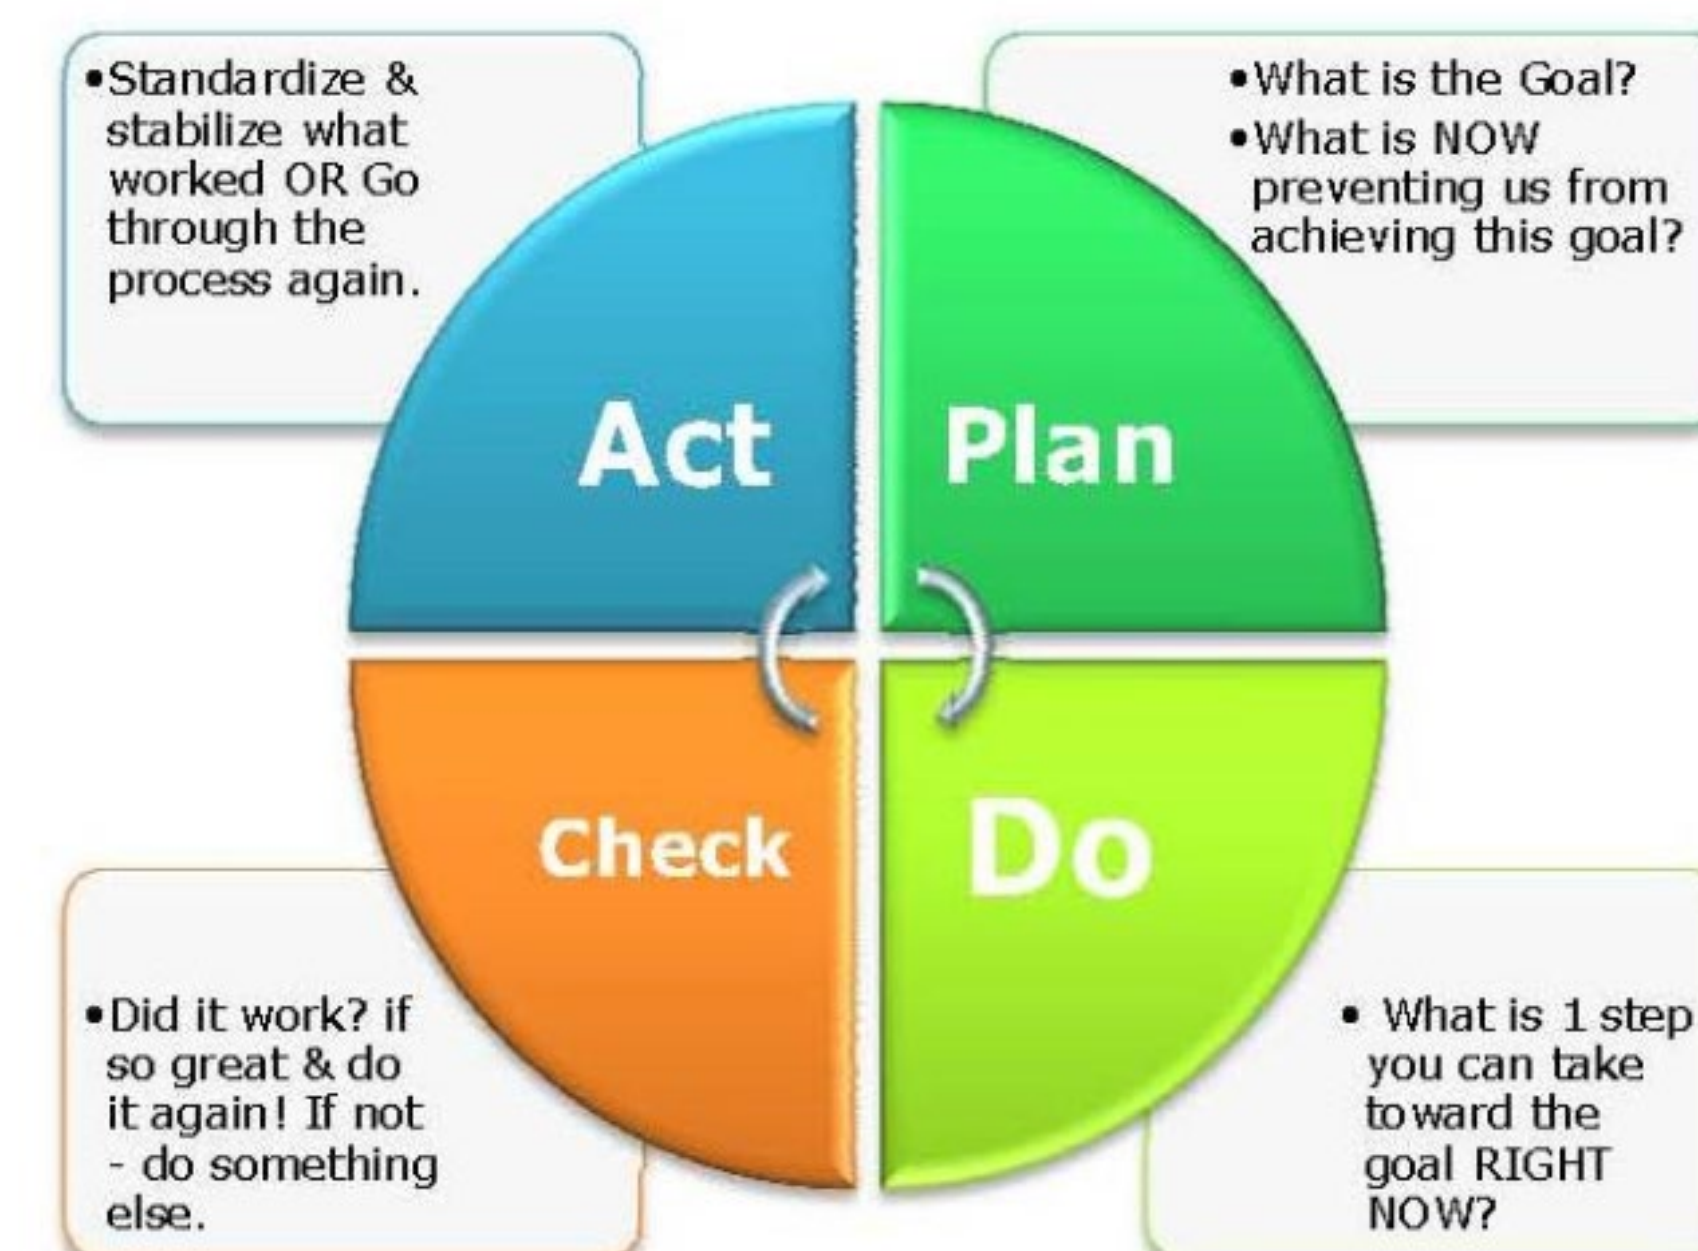 •Standardize &
stabilize what
worked OR Go
through the
process again.
•What is the Goal?
•What is NOW
preventing us from
achieving this goal?
Act
Plan
Check
Do
•Did it work? if
so great & do
it again! If not
- do something
else.
• What is 1 step
you can take
toward the
goal RIGHT
NOW?